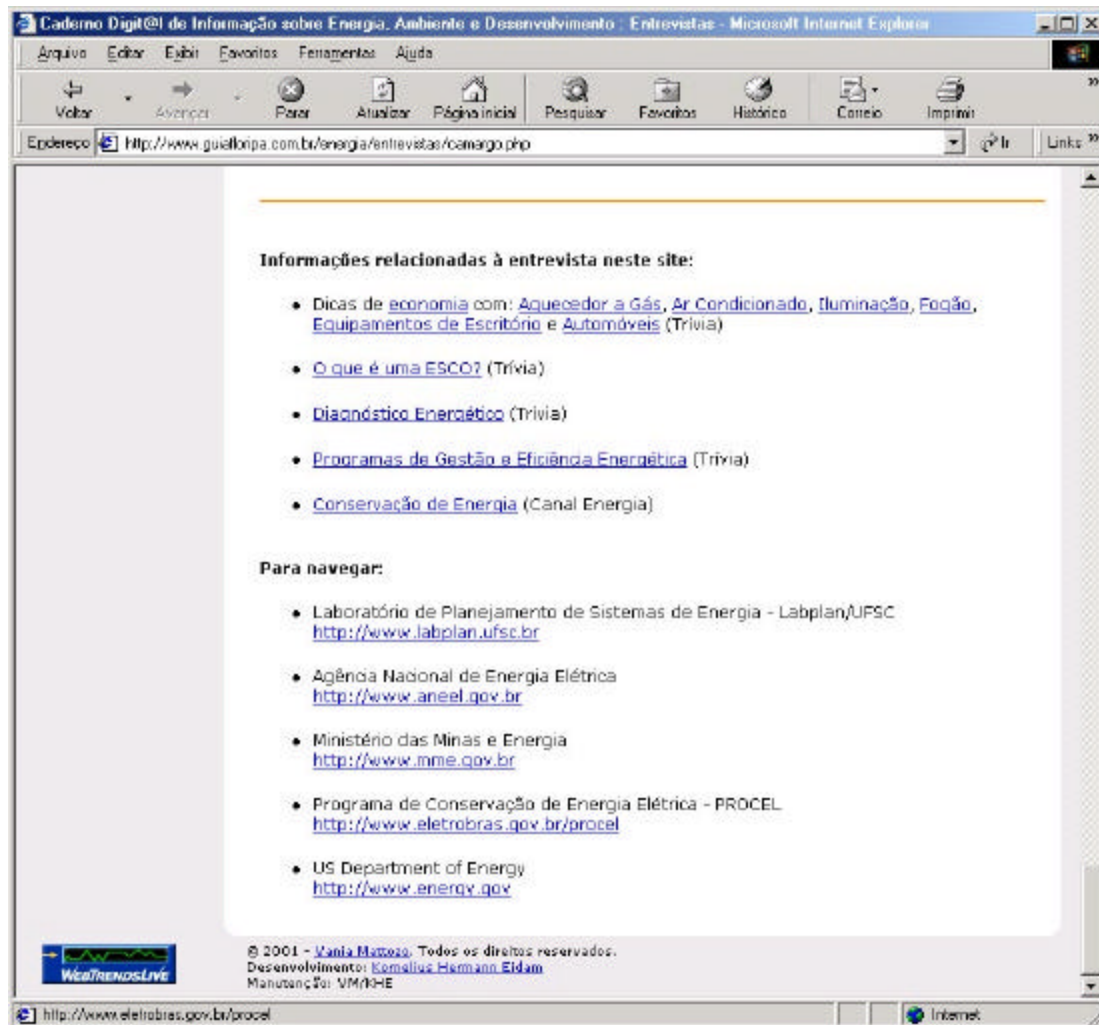 Caderno Digit@l de Informação sobre Energia, Ambiente e Desenvolvimento : Entrevistas - Microsoft Internet Explorer
Arquivo Editar Exibir Favoritos Ferramentas Ajuda
Voltar Avançar Parar Atualizar Página inicial Pesquisar Favoritos Histórico Correio Imprimir
Endereço http://www.guiafloripa.com.br/energia/entrevistas/camargo.php Ir Links
Informações relacionadas à entrevista neste site:
• Dicas de economia com: Aquecedor a Gás, Ar Condicionado, Iluminação, Fogão,
Equipamentos de Escritório e Automóveis (Trivia)
• O que é uma ESCO? (Trívia)
• Diagnóstico Energético (Trivia)
• Programas de Gestão e Eficiência Energética (Trívia)
• Conservação de Energia (Canal Energia)
Para navegar:
• Laboratório de Planejamento de Sistemas de Energia - Labplan/UFSC
http://www.labplan.ufsc.br
• Agência Nacional de Energia Elétrica
http://www.aneel.gov.br
• Ministério das Minas e Energia
http://www.mme.gov.br
• Programa de Conservação de Energia Elétrica - PROCEL
http://www.eletrobras.gov.br/procel
• US Department of Energy
http://www.energy.gov
WebTrendsLive
© 2001 - Vania Mattozo. Todos os direitos reservados.
Desenvolvimento: Kornelius Hermann Eidam
Manutenção: VM/KHE
http://www.eletrobras.gov.br/procel Internet